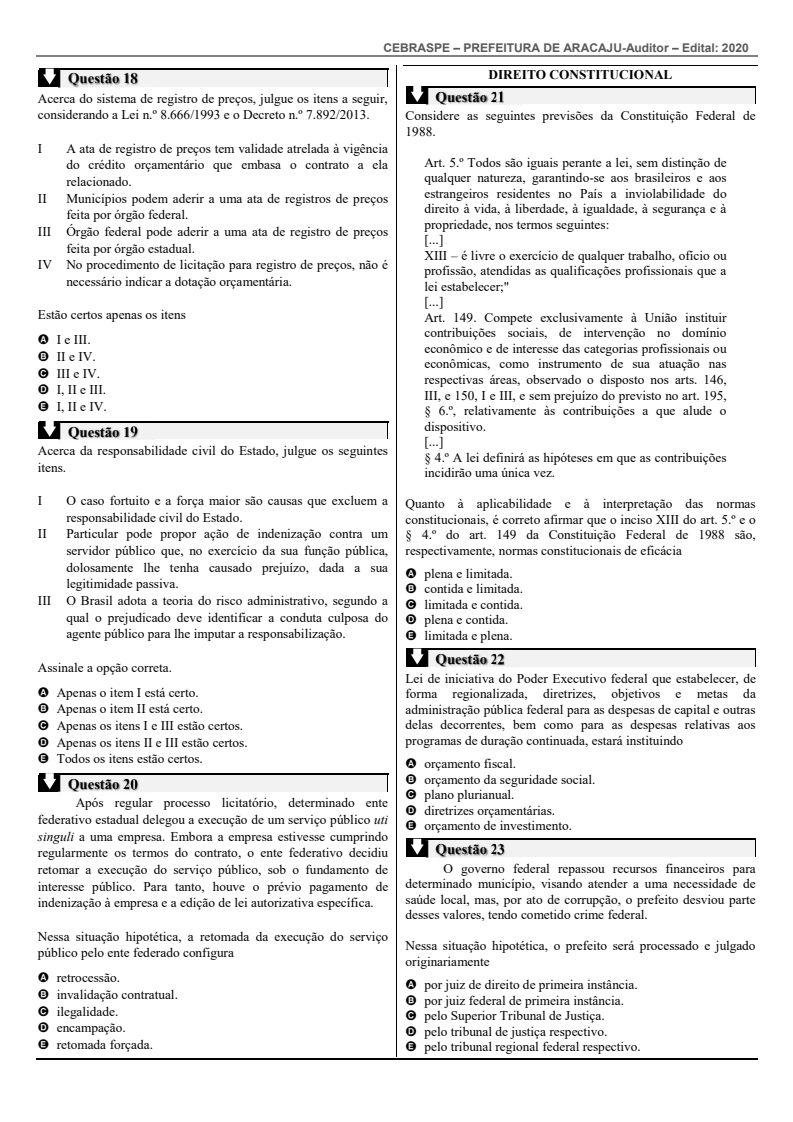 CEBRASPE – PREFEITURA DE ARACAJU-Auditor – Edital: 2020
Questão 18
Acerca do sistema de registro de preços, julgue os itens a seguir,
considerando a Lei n.º 8.666/1993 e o Decreto n.º 7.892/2013.
I A ata de registro de preços tem validade atrelada à vigência
do crédito orçamentário que embasa o contrato a ela
relacionado.
II Municípios podem aderir a uma ata de registros de preços
feita por órgão federal.
III Órgão federal pode aderir a uma ata de registro de preços
feita por órgão estadual.
IV No procedimento de licitação para registro de preços, não é
necessário indicar a dotação orçamentária.
Estão certos apenas os itens
A I e III.
B II e IV.
C III e IV.
D I, II e III.
E I, II e IV.
Questão 19
Acerca da responsabilidade civil do Estado, julgue os seguintes
itens.
I O caso fortuito e a força maior são causas que excluem a
responsabilidade civil do Estado.
II Particular pode propor ação de indenização contra um
servidor público que, no exercício da sua função pública,
dolosamente lhe tenha causado prejuízo, dada a sua
legitimidade passiva.
III O Brasil adota a teoria do risco administrativo, segundo a
qual o prejudicado deve identificar a conduta culposa do
agente público para lhe imputar a responsabilização.
Assinale a opção correta.
A Apenas o item I está certo.
B Apenas o item II está certo.
C Apenas os itens I e III estão certos.
D Apenas os itens II e III estão certos.
E Todos os itens estão certos.
Questão 20
Após regular processo licitatório, determinado ente
federativo estadual delegou a execução de um serviço público uti
singuli a uma empresa. Embora a empresa estivesse cumprindo
regularmente os termos do contrato, o ente federativo decidiu
retomar a execução do serviço público, sob o fundamento de
interesse público. Para tanto, houve o prévio pagamento de
indenização à empresa e a edição de lei autorizativa específica.
Nessa situação hipotética, a retomada da execução do serviço
público pelo ente federado configura
A retrocessão.
B invalidação contratual.
C ilegalidade.
D encampação.
E retomada forçada.
DIREITO CONSTITUCIONAL
Questão 21
Considere as seguintes previsões da Constituição Federal de
1988.
Art. 5.º Todos são iguais perante a lei, sem distinção de
qualquer natureza, garantindo-se aos brasileiros e aos
estrangeiros residentes no País a inviolabilidade do
direito à vida, à liberdade, à igualdade, à segurança e à
propriedade, nos termos seguintes:
[...]
XIII – é livre o exercício de qualquer trabalho, ofício ou
profissão, atendidas as qualificações profissionais que a
lei estabelecer;"
[...]
Art. 149. Compete exclusivamente à União instituir
contribuições sociais, de intervenção no domínio
econômico e de interesse das categorias profissionais ou
econômicas, como instrumento de sua atuação nas
respectivas áreas, observado o disposto nos arts. 146,
III, e 150, I e III, e sem prejuízo do previsto no art. 195,
§ 6.º, relativamente às contribuições a que alude o
dispositivo.
[...]
§ 4.º A lei definirá as hipóteses em que as contribuições
incidirão uma única vez.
Quanto à aplicabilidade e à interpretação das normas
constitucionais, é correto afirmar que o inciso XIII do art. 5.º e o
§ 4.º do art. 149 da Constituição Federal de 1988 são,
respectivamente, normas constitucionais de eficácia
A plena e limitada.
B contida e limitada.
C limitada e contida.
D plena e contida.
E limitada e plena.
Questão 22
Lei de iniciativa do Poder Executivo federal que estabelecer, de
forma regionalizada, diretrizes, objetivos e metas da
administração pública federal para as despesas de capital e outras
delas decorrentes, bem como para as despesas relativas aos
programas de duração continuada, estará instituindo
A orçamento fiscal.
B orçamento da seguridade social.
C plano plurianual.
D diretrizes orçamentárias.
E orçamento de investimento.
Questão 23
O governo federal repassou recursos financeiros para
determinado município, visando atender a uma necessidade de
saúde local, mas, por ato de corrupção, o prefeito desviou parte
desses valores, tendo cometido crime federal.
Nessa situação hipotética, o prefeito será processado e julgado
originariamente
A por juiz de direito de primeira instância.
B por juiz federal de primeira instância.
C pelo Superior Tribunal de Justiça.
D pelo tribunal de justiça respectivo.
E pelo tribunal regional federal respectivo.